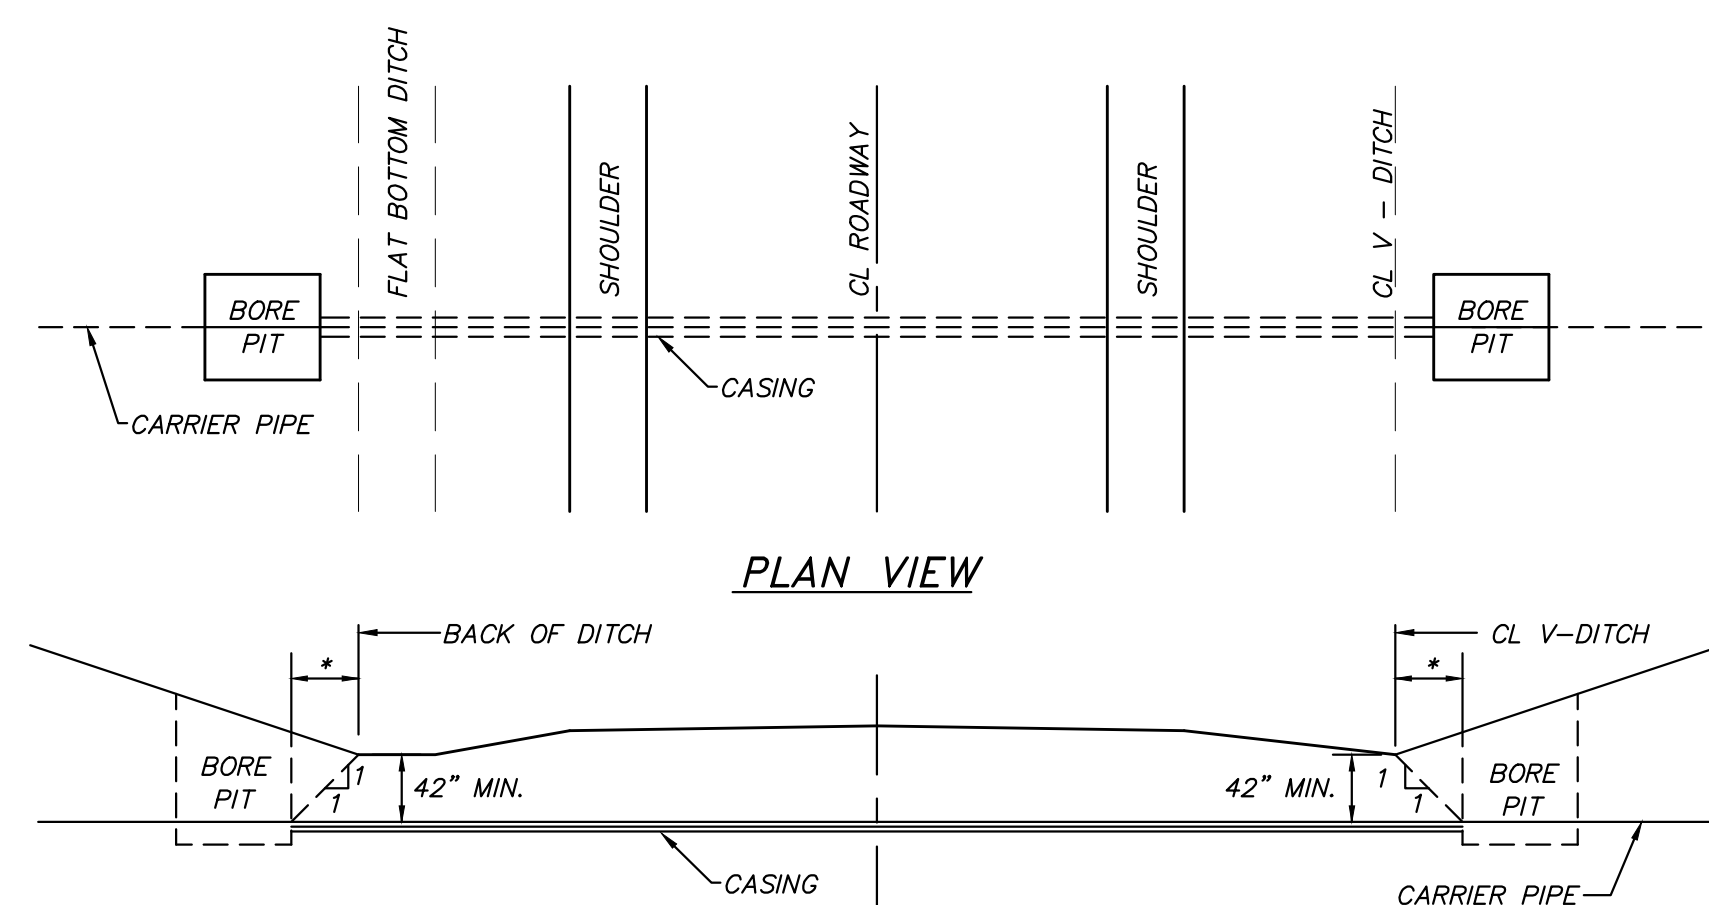 FLAT BOTTOM DITCH
SHOULDER
CL ROADWAY
SHOULDER
CL V - DITCH
BORE
PIT
BORE
PIT
CASING
CARRIER PIPE
PLAN VIEW
BACK OF DITCH
CL V-DITCH
*
*
BORE
PIT
1
1
42" MIN.
42" MIN.
1
1
BORE
PIT
CASING
CARRIER PIPE